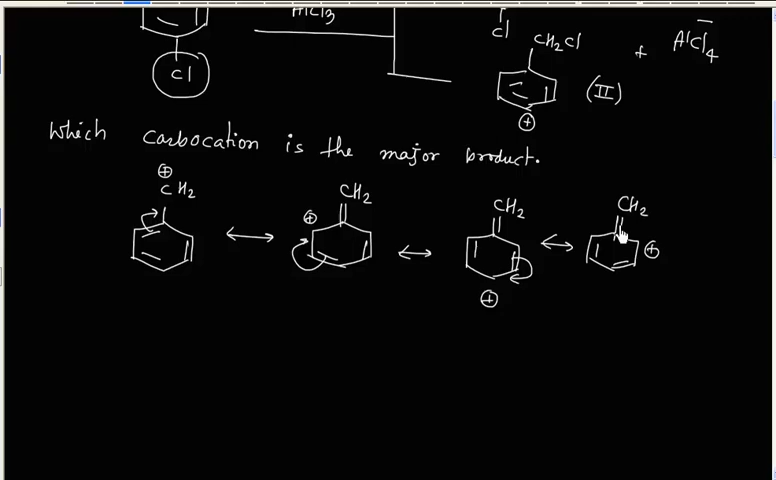 AlCl3
Cl
Cl
CH2Cl
+ AlCl4 –
(II)
⊕
which carbocation is the major product.
⊕
CH2
CH2
CH2
CH2
⊕
⊕
⊕